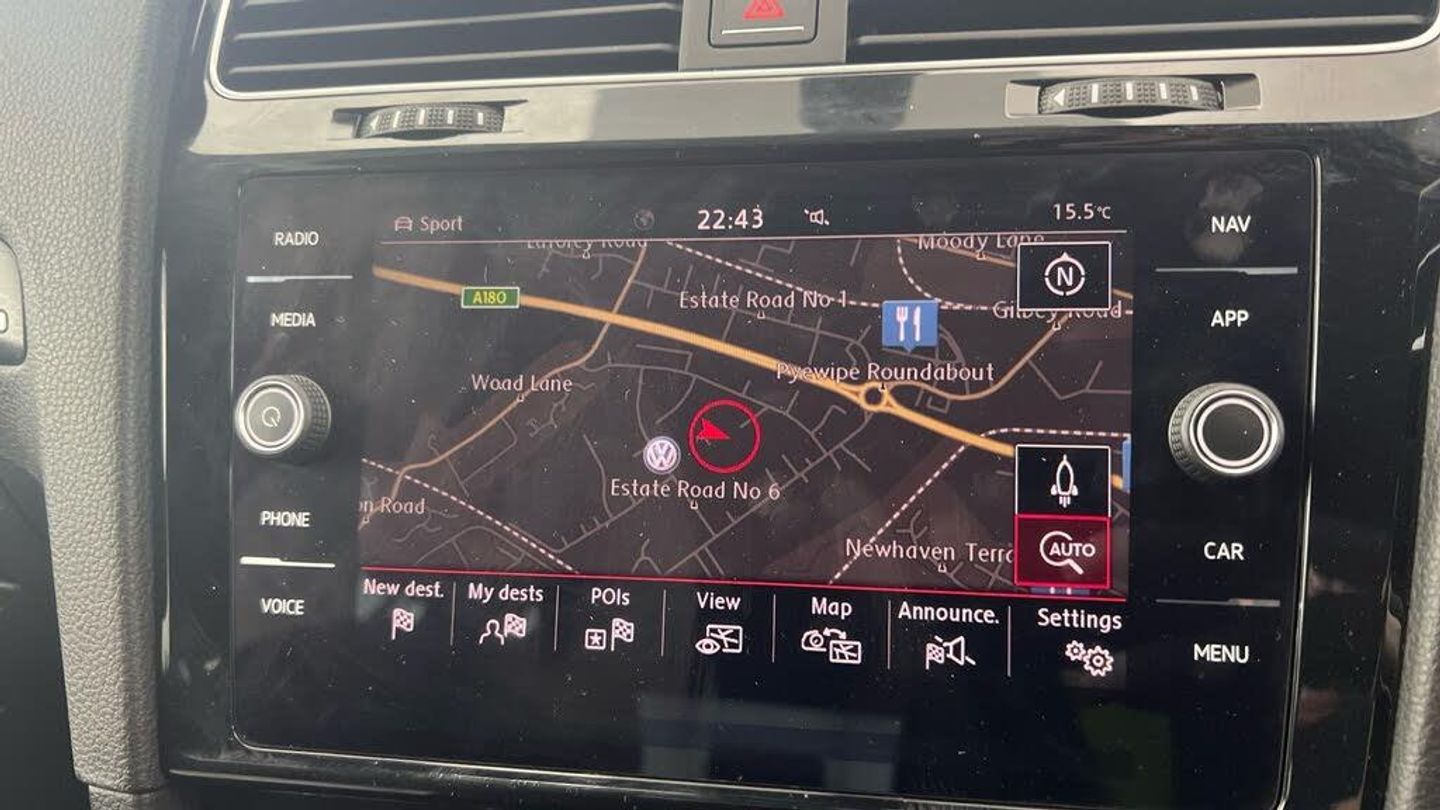 RADIO
MEDIA
PHONE
VOICE
Sport
22:43
15.5°C
Moody Lane
N
A180
Estate Road No 1
Gilbey Road
Woad Lane
Pyewipe Roundabout
Estate Road No 6
n Road
Newhaven Terr
AUTO
New dest.
My dests
POIs
View
Map
Announce.
Settings
NAV
APP
CAR
MENU